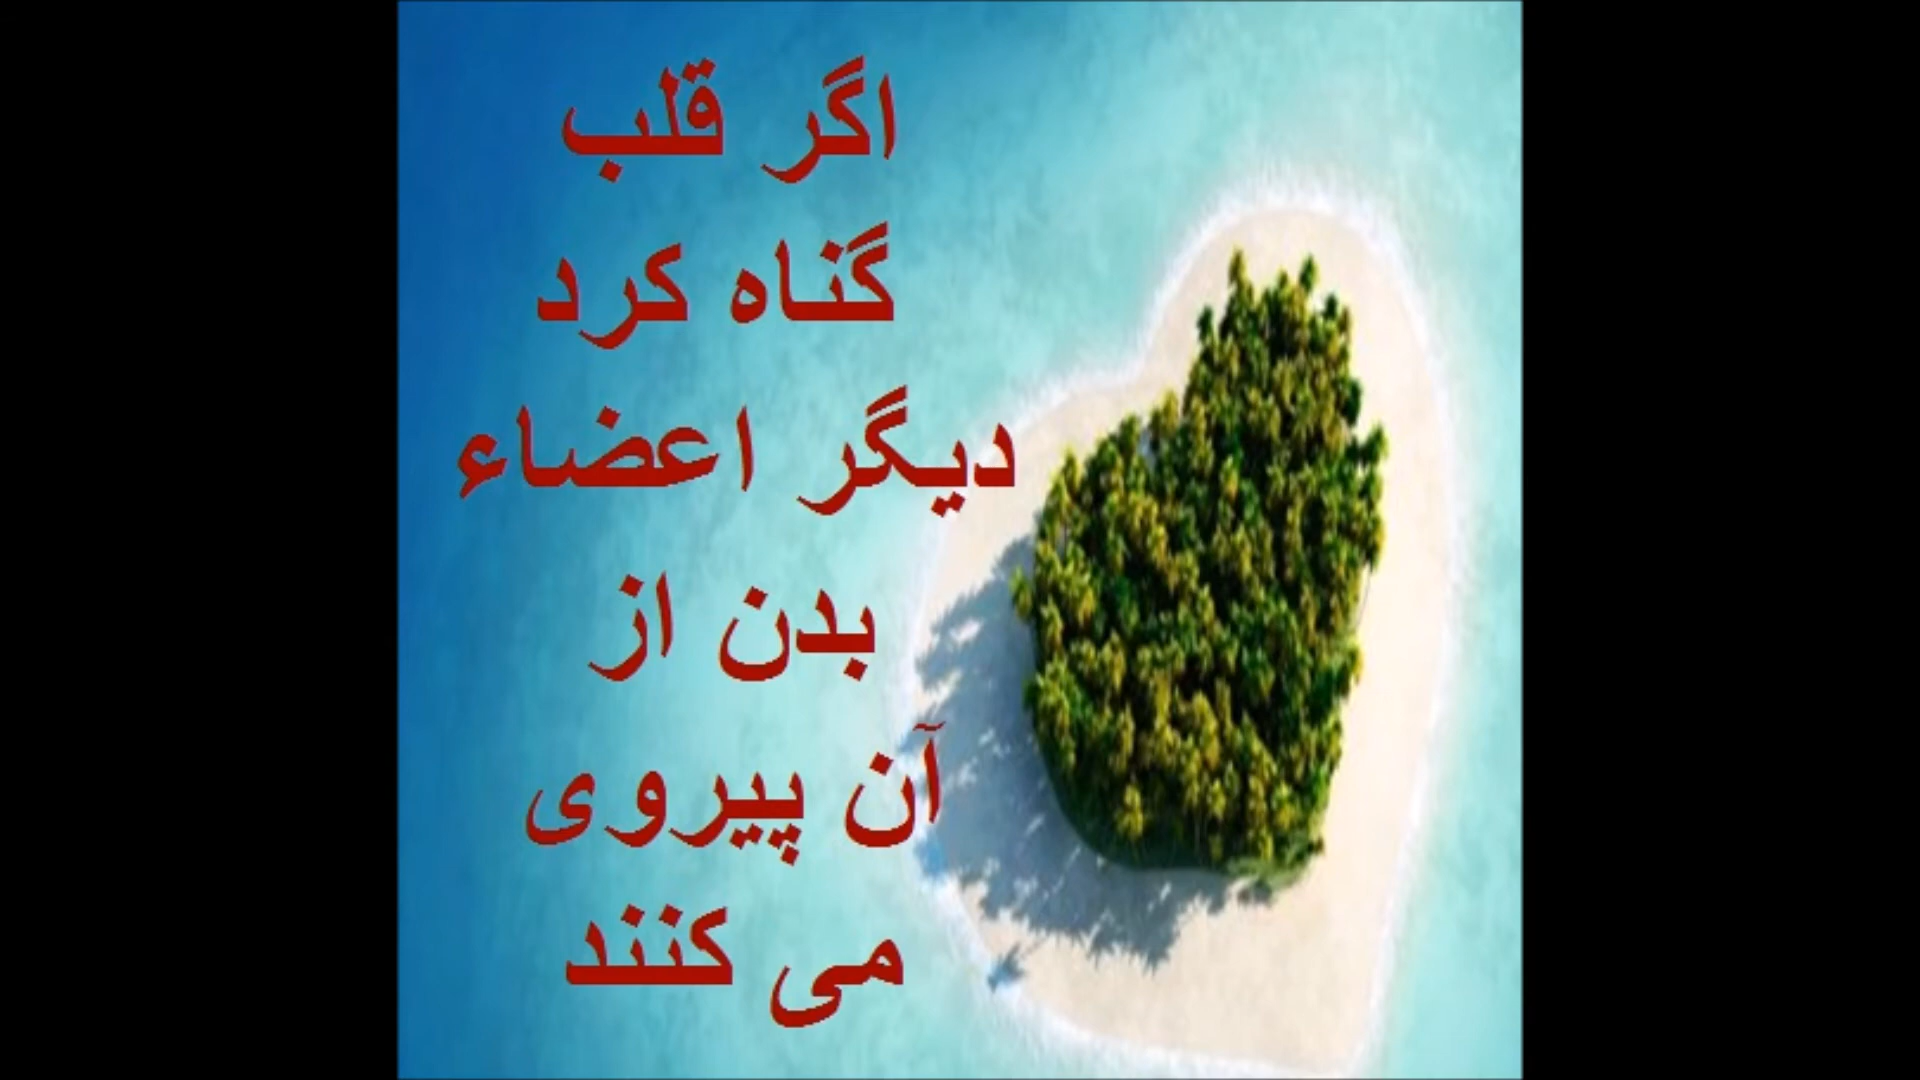 اگر قلب
گناه کرد
دیگر اعضاء
بدن از
آن پیروی
می کنند